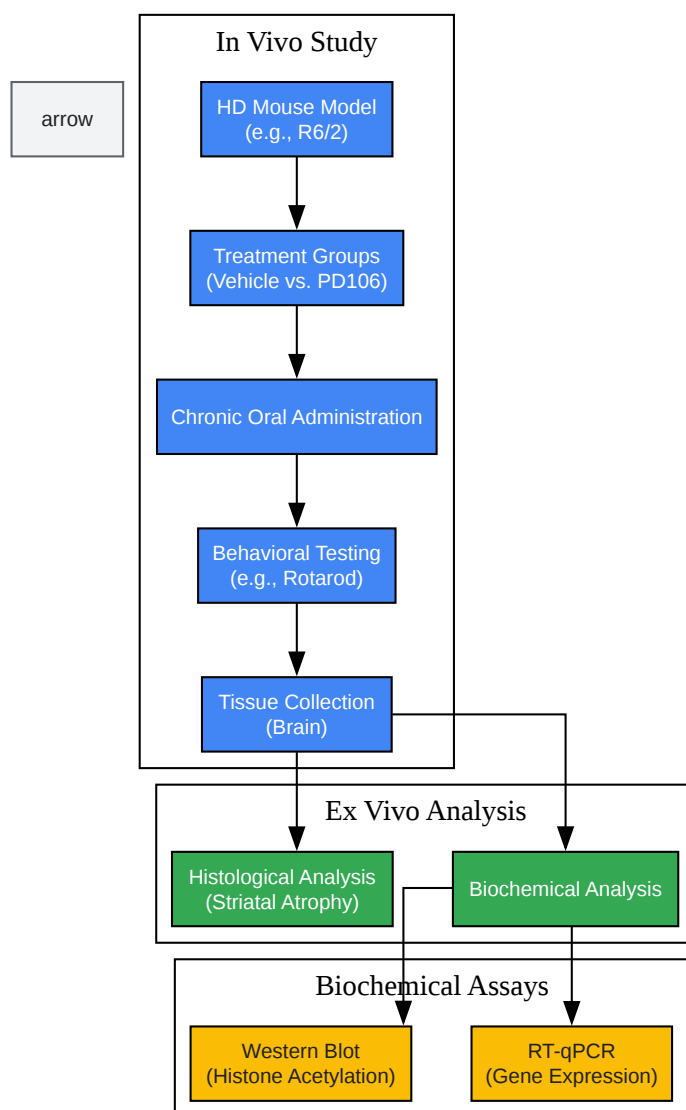 In Vivo Study
arrow
HD Mouse Model
(e.g., R6/2)
Treatment Groups
(Vehicle vs. PD106)
Chronic Oral Administration
Behavioral Testing
(e.g., Rotarod)
Tissue Collection
(Brain)
Ex Vivo Analysis
Histological Analysis
(Striatal Atrophy)
Biochemical Analysis
Biochemical Assays
Western Blot
(Histone Acetylation)
RT-qPCR
(Gene Expression)